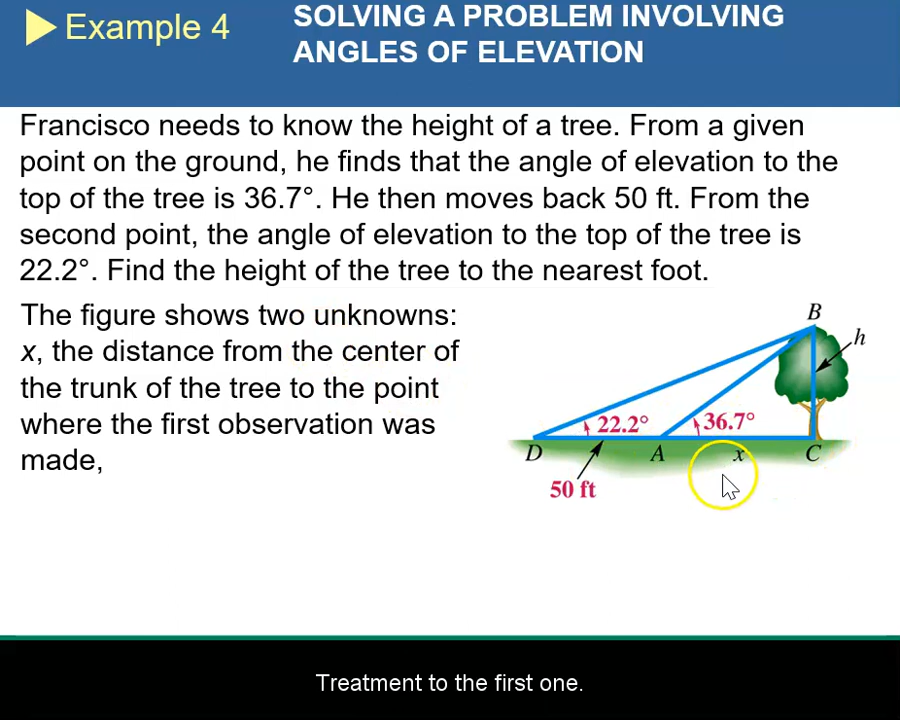 Example 4
SOLVING A PROBLEM INVOLVING
ANGLES OF ELEVATION
Francisco needs to know the height of a tree. From a given
point on the ground, he finds that the angle of elevation to the
top of the tree is 36.7°. He then moves back 50 ft. From the
second point, the angle of elevation to the top of the tree is
22.2°. Find the height of the tree to the nearest foot.
The figure shows two unknowns:
x, the distance from the center of
the trunk of the tree to the point
where the first observation was
made,
B
h
22.2°
36.7°
D
A
x
C
50 ft
Treatment to the first one.